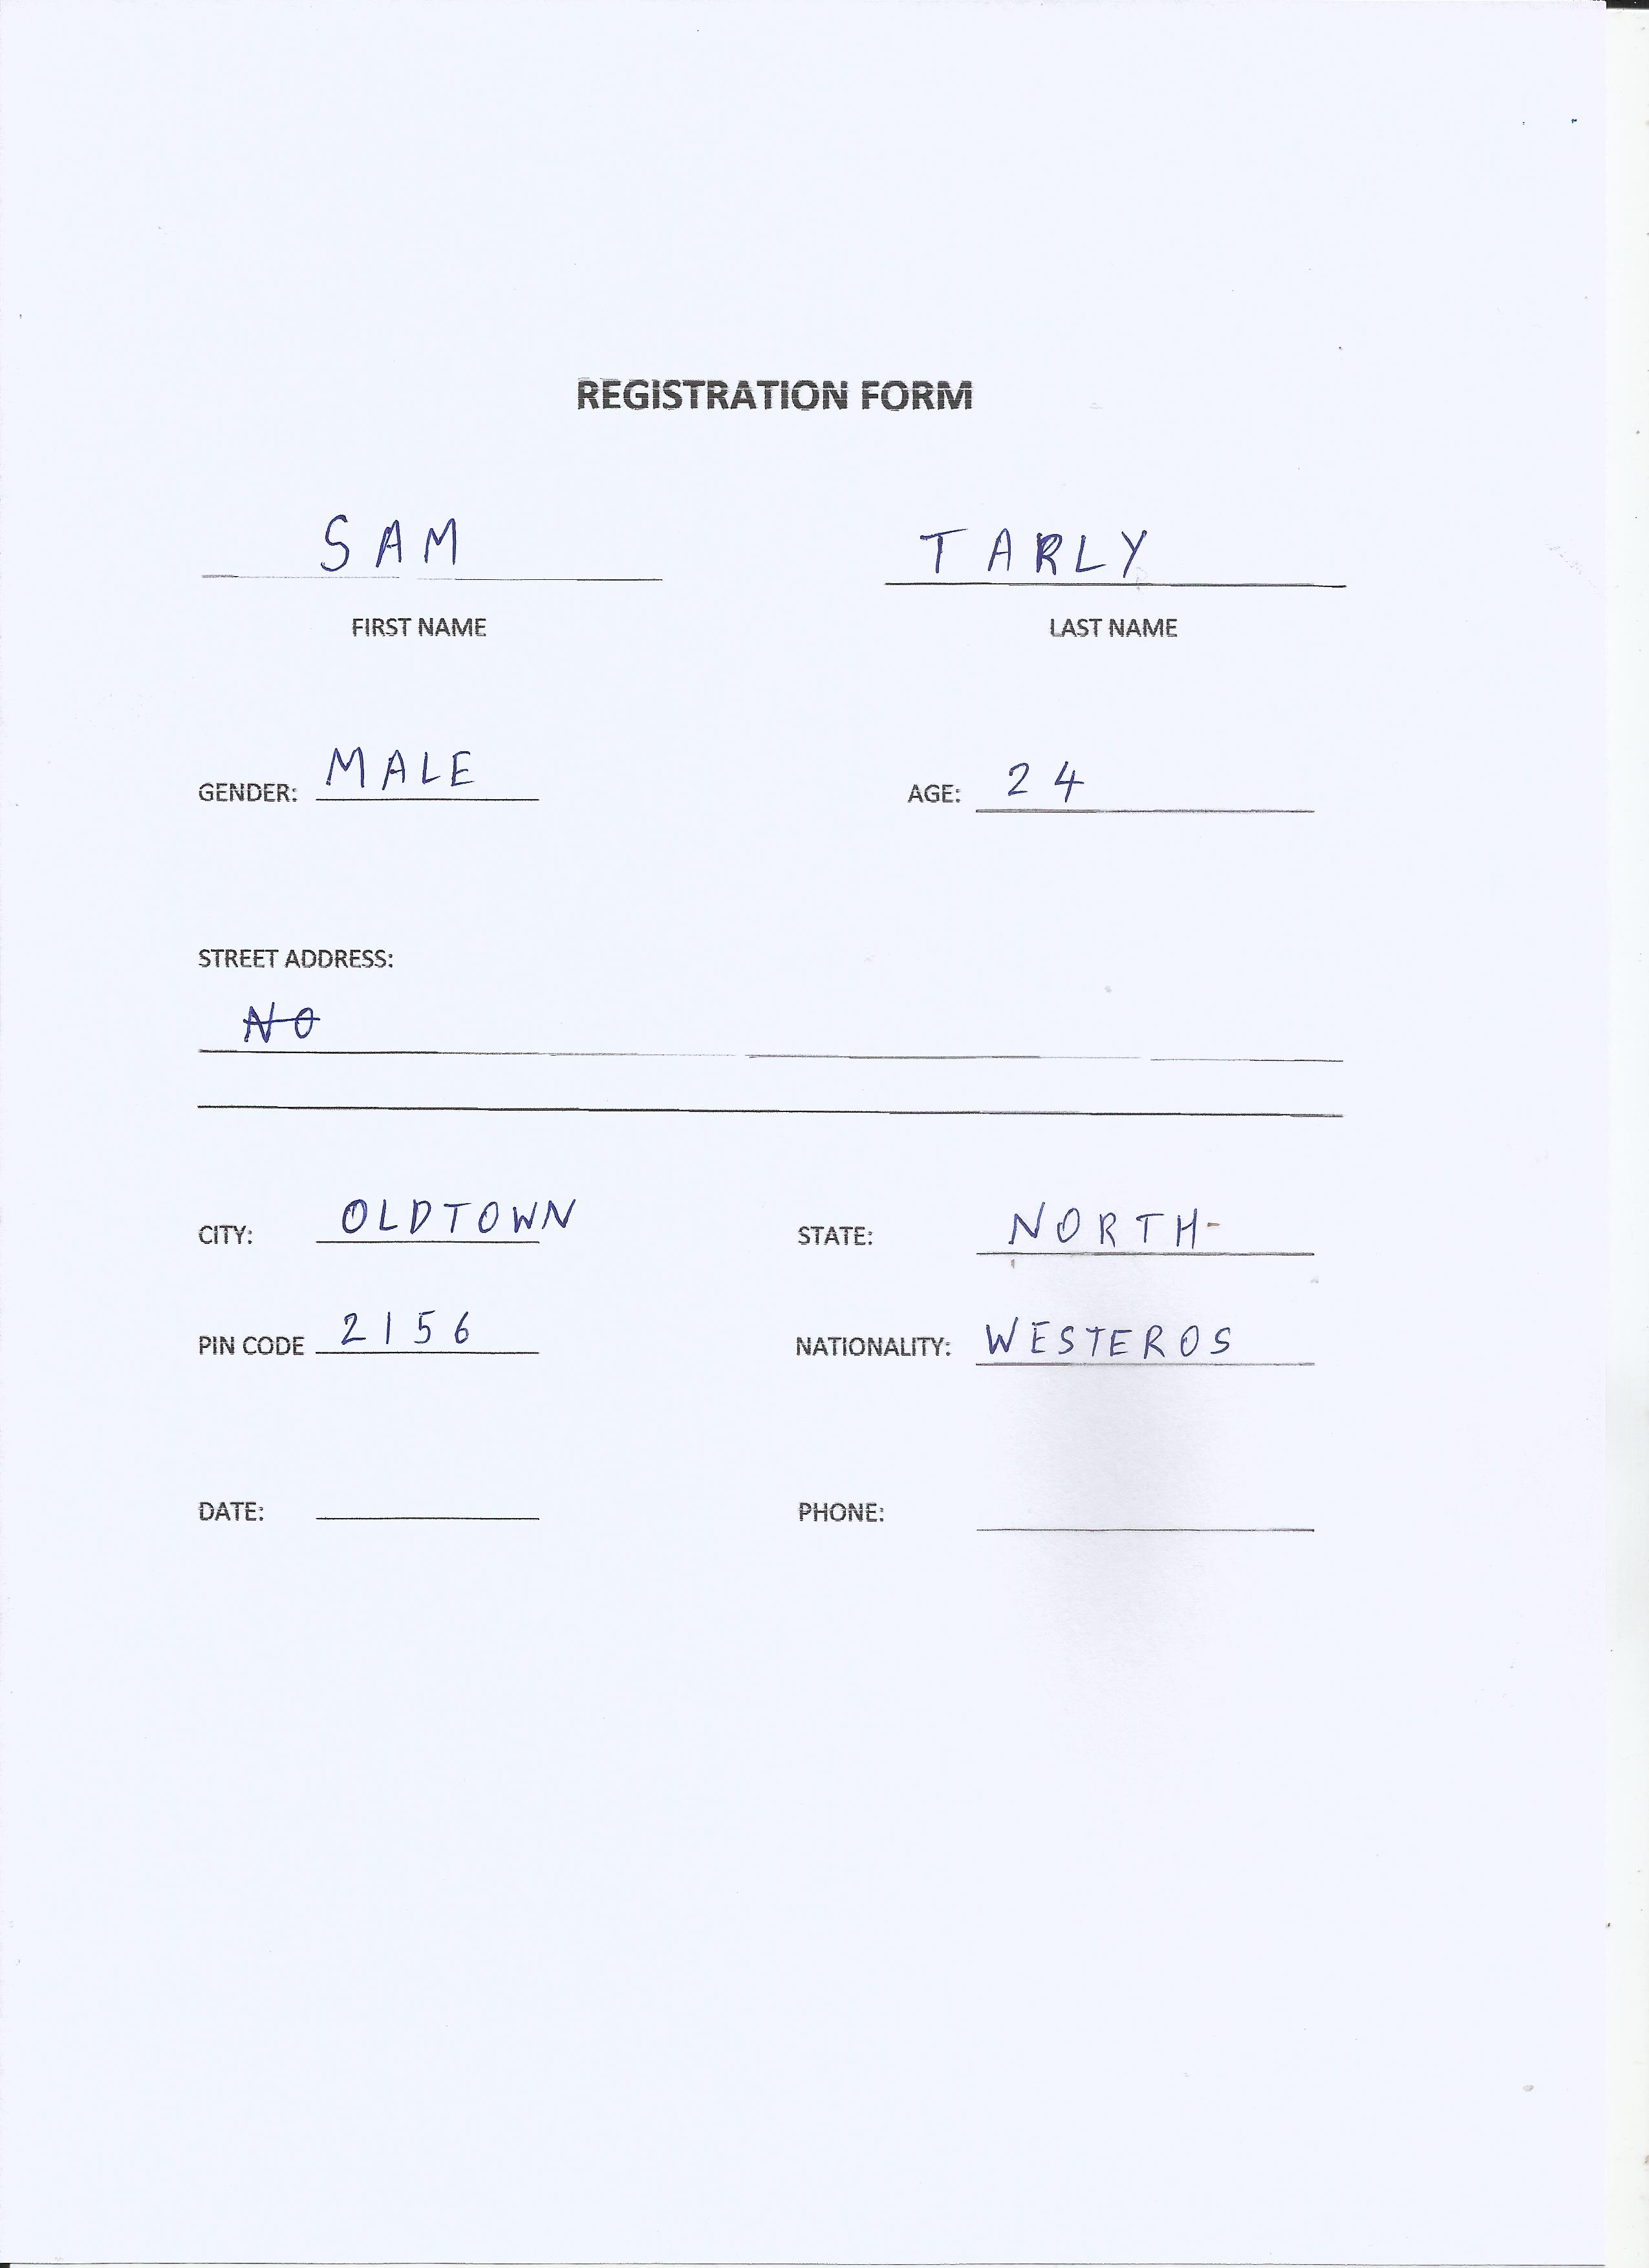 REGISTRATION FORM
SAM TARLY
FIRST NAME LAST NAME
GENDER: MALE AGE: 24
STREET ADDRESS:
NO
CITY: OLDTOWN STATE: NORTH-
PIN CODE 2156 NATIONALITY: WESTEROS
DATE: PHONE: